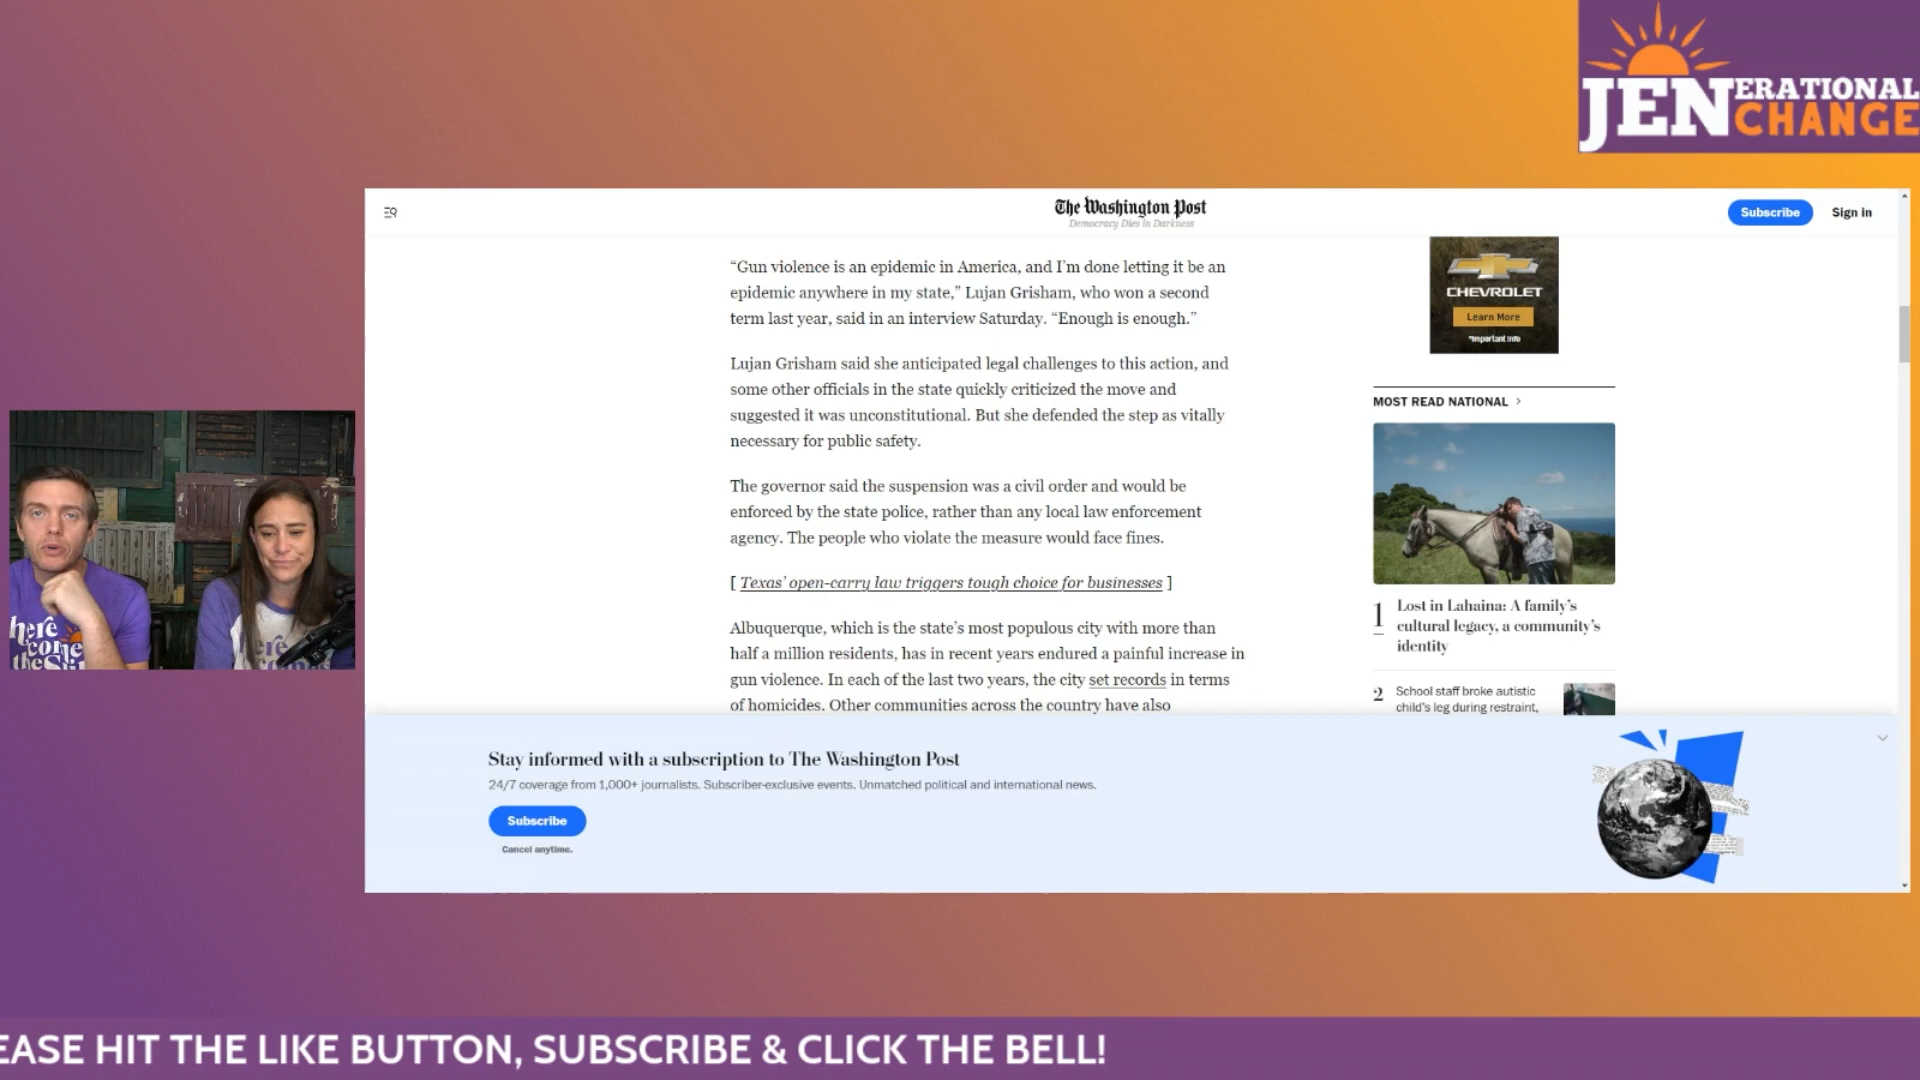 JENERATIONAL
CHANGE
The Washington Post
Democracy Dies in Darkness
Subscribe
Sign in
“Gun violence is an epidemic in America, and I’m done letting it be an
epidemic anywhere in my state,” Lujan Grisham, who won a second
term last year, said in an interview Saturday. “Enough is enough.”
Lujan Grisham said she anticipated legal challenges to this action, and
some other officials in the state quickly criticized the move and
suggested it was unconstitutional. But she defended the step as vitally
necessary for public safety.
The governor said the suspension was a civil order and would be
enforced by the state police, rather than any local law enforcement
agency. The people who violate the measure would face fines.
[ Texas’ open-carry law triggers tough choice for businesses ]
Albuquerque, which is the state’s most populous city with more than
half a million residents, has in recent years endured a painful increase in
gun violence. In each of the last two years, the city set records in terms
of homicides. Other communities across the country have also
CHEVROLET
Learn More
*Important Info
MOST READ NATIONAL >
1
Lost in Lahaina: A family’s
cultural legacy, a community’s
identity
2
School staff broke autistic
child’s leg during restraint,
here
come
the Sun
here
Stay informed with a subscription to The Washington Post
24/7 coverage from 1,000+ journalists. Subscriber-exclusive events. Unmatched political and international news.
Subscribe
Cancel anytime.
EASE HIT THE LIKE BUTTON, SUBSCRIBE & CLICK THE BELL!